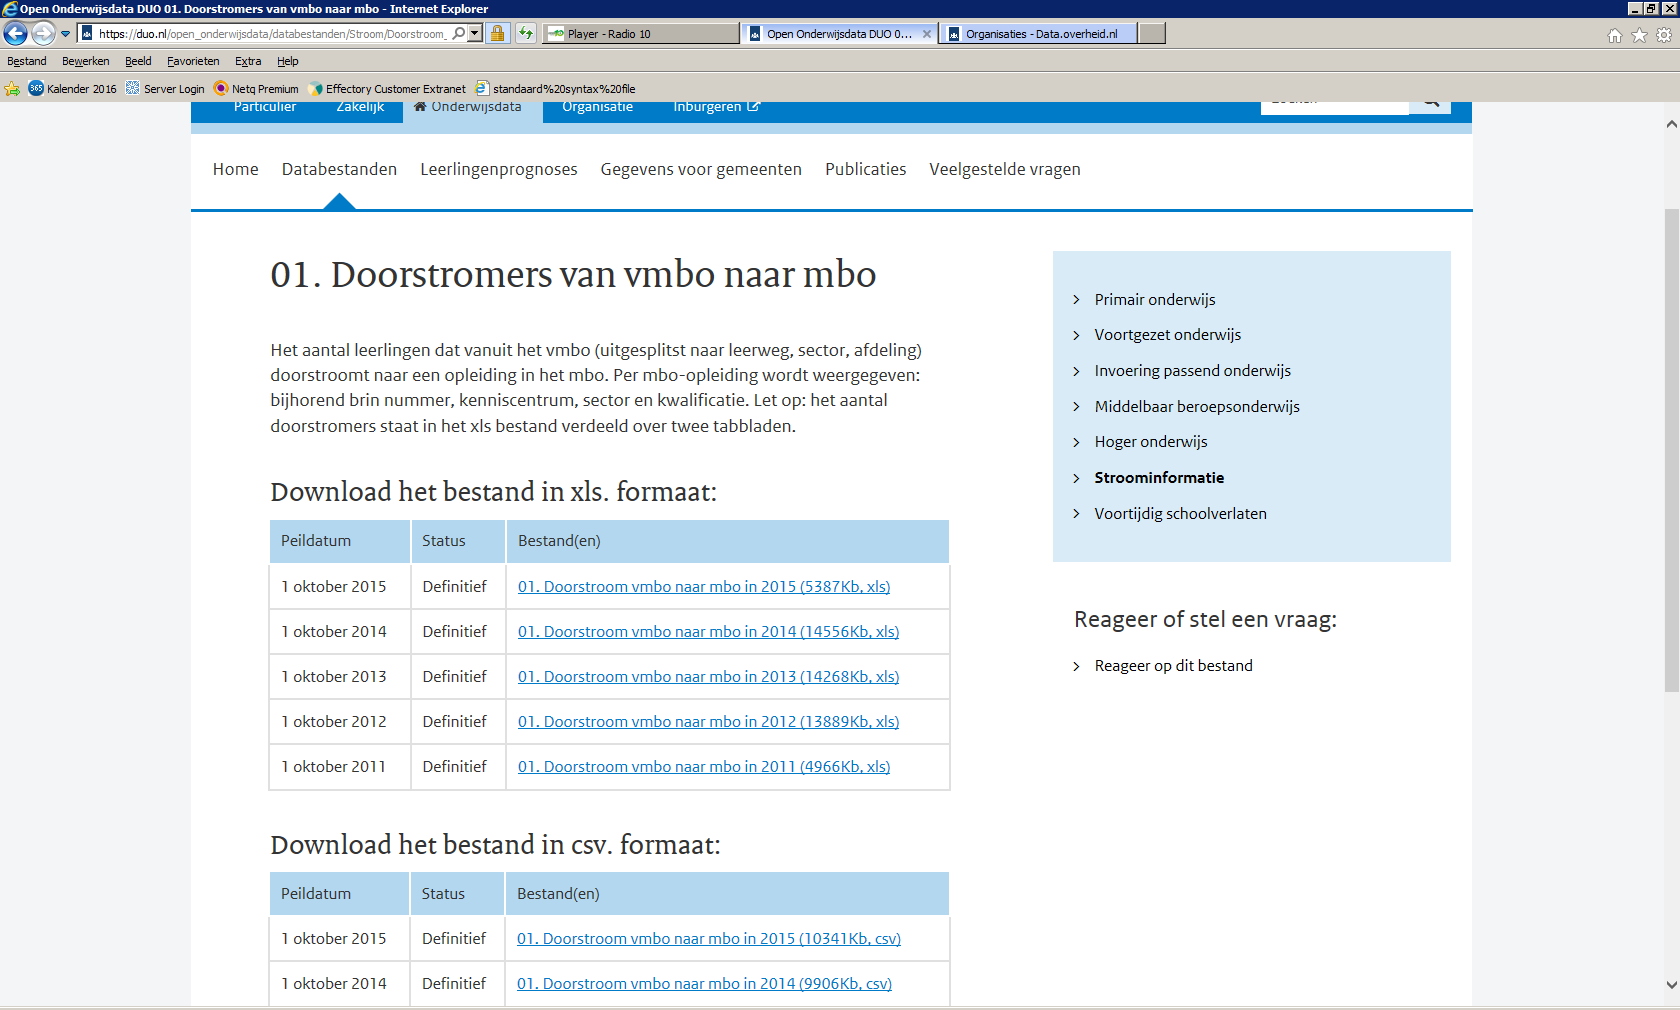 Open Onderwijsdata DUO 01. Doorstromers van vmbo naar mbo - Internet Explorer
https://duo.nl/open_onderwijsdata/databestanden/Stroom/Doorstroom_
Player - Radio 10
Open Onderwijsdata DUO 0...
Organisaties - Data.overheid.nl
Bestand Bewerken Beeld Favorieten Extra Help
365 Kalender 2016 Server Login Netq Premium Effectory Customer Extranet standaard%20syntax%20file
Particulier Zakelijk Onderwijsdata Organisatie Inburgeren
Home Databestanden Leerlingenprognoses Gegevens voor gemeenten Publicaties Veelgestelde vragen
01. Doorstromers van vmbo naar mbo
Het aantal leerlingen dat vanuit het vmbo (uitgesplitst naar leerweg, sector, afdeling)
doorstroomt naar een opleiding in het mbo. Per mbo-opleiding wordt weergegeven:
bijhorend brin nummer, kenniscentrum, sector en kwalificatie. Let op: het aantal
doorstromers staat in het xls bestand verdeeld over twee tabbladen.
Download het bestand in xls. formaat:
Peildatum Status Bestand(en)
1 oktober 2015 Definitief 01. Doorstroom vmbo naar mbo in 2015 (5387Kb, xls)
1 oktober 2014 Definitief 01. Doorstroom vmbo naar mbo in 2014 (14556Kb, xls)
1 oktober 2013 Definitief 01. Doorstroom vmbo naar mbo in 2013 (14268Kb, xls)
1 oktober 2012 Definitief 01. Doorstroom vmbo naar mbo in 2012 (13889Kb, xls)
1 oktober 2011 Definitief 01. Doorstroom vmbo naar mbo in 2011 (4966Kb, xls)
Download het bestand in csv. formaat:
Peildatum Status Bestand(en)
1 oktober 2015 Definitief 01. Doorstroom vmbo naar mbo in 2015 (10341Kb, csv)
1 oktober 2014 Definitief 01. Doorstroom vmbo naar mbo in 2014 (9906Kb, csv)
Primair onderwijs
Voortgezet onderwijs
Invoering passend onderwijs
Middelbaar beroepsonderwijs
Hoger onderwijs
Stroominformatie
Voortijdig schoolverlaten
Reageer of stel een vraag:
Reageer op dit bestand